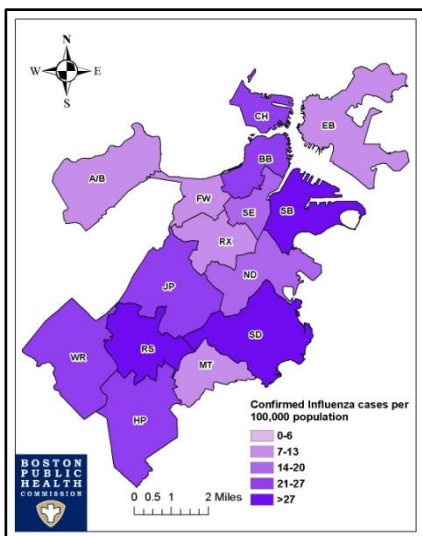 N
W E
S
CH
EB
A/B
BB
FW
SE
SB
RX
ND
JP
SD
RS
WR
MT
HP
Confirmed Influenza cases per
100,000 population
0-6
7-13
14-20
21-27
>27
BOSTON
PUBLIC
HEALTH
COMMISSION
0 0.5 1 2 Miles